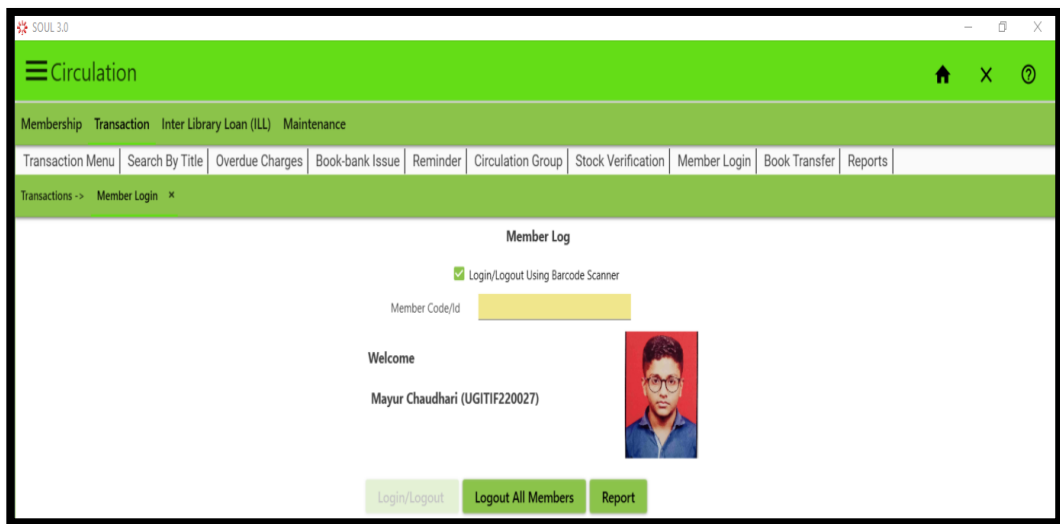 SOUL 3.0
Circulation
Membership Transaction Inter Library Loan (ILL) Maintenance
Transaction Menu Search By Title Overdue Charges Book-bank Issue Reminder Circulation Group Stock Verification Member Login Book Transfer Reports
Transactions -> Member Login ×
Member Log
Login/Logout Using Barcode Scanner
Member Code/Id
Welcome
Mayur Chaudhari (UGITIF220027)
Login/Logout Logout All Members Report